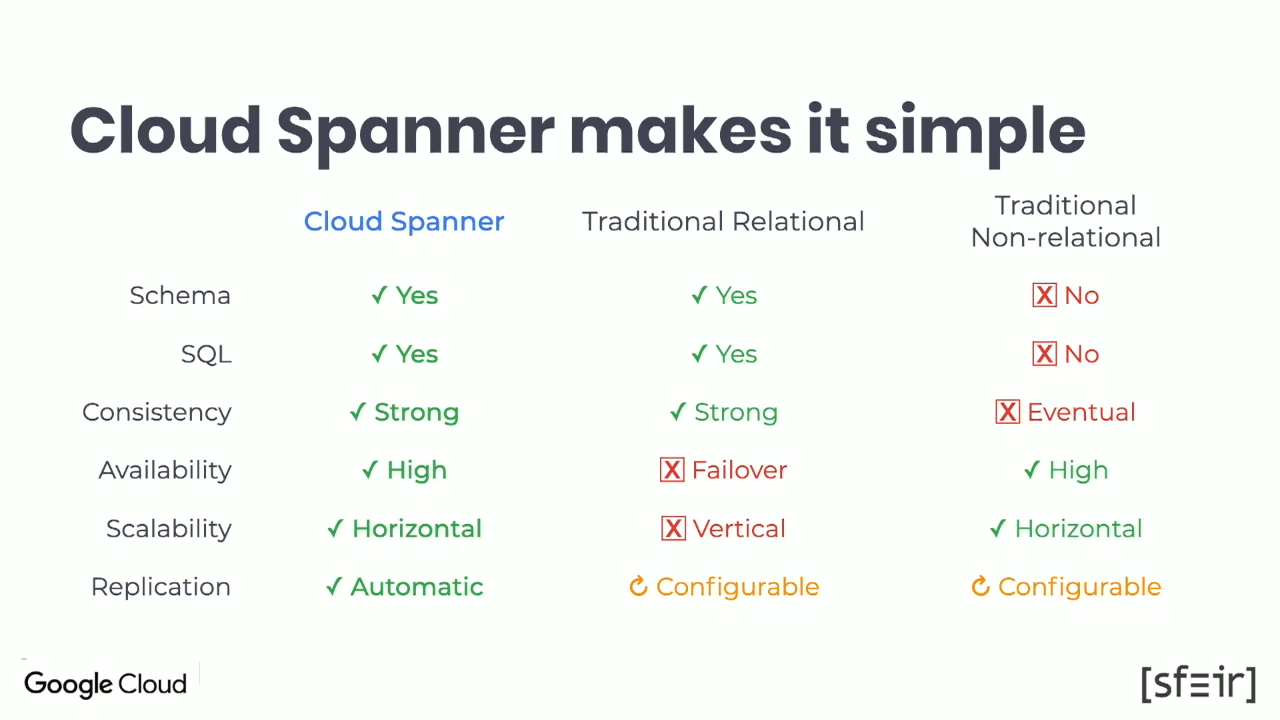 Cloud Spanner makes it simple
Cloud Spanner
Traditional Relational
Traditional
Non-relational
Schema ✓ Yes ✓ Yes ☒ No
SQL ✓ Yes ✓ Yes ☒ No
Consistency ✓ Strong ✓ Strong ☒ Eventual
Availability ✓ High ☒ Failover ✓ High
Scalability ✓ Horizontal ☒ Vertical ✓ Horizontal
Replication ✓ Automatic ↻ Configurable ↻ Configurable
Google Cloud
[sfeir]